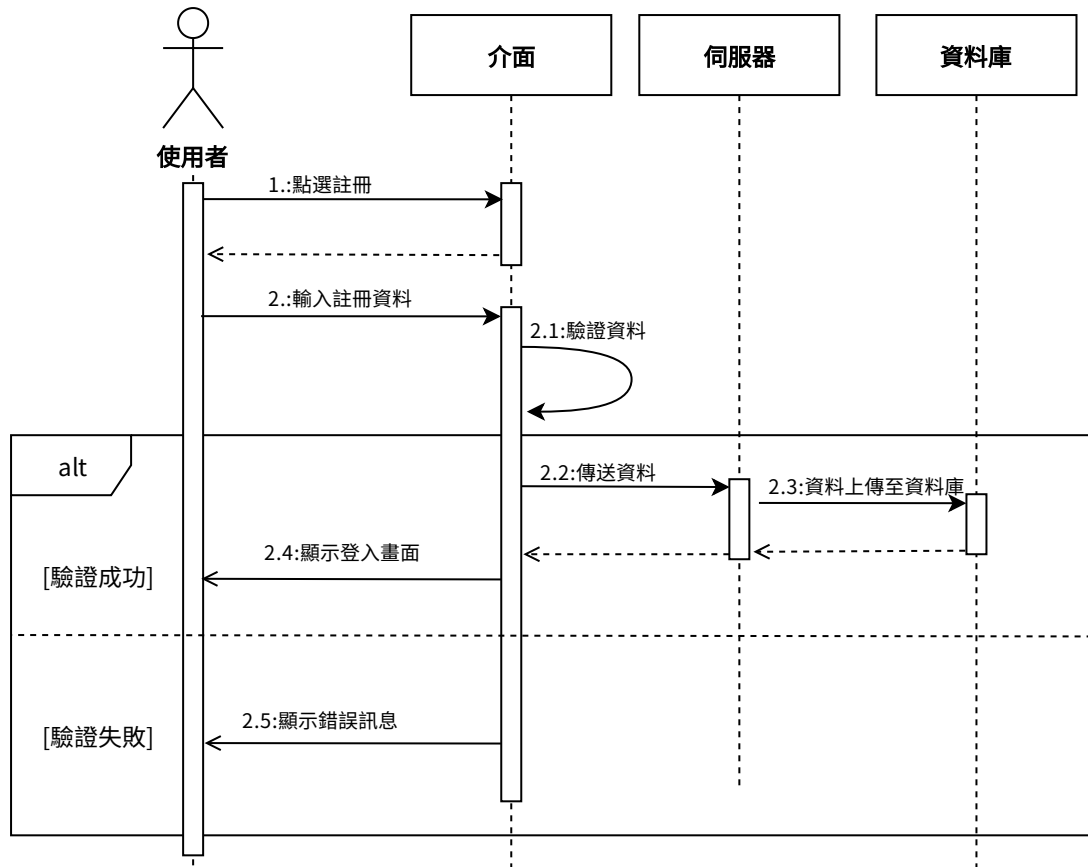 介面
伺服器
資料庫
使用者
1.:點選註冊
2.:輸入註冊資料
2.1:驗證資料
alt
2.2:傳送資料
2.3:資料上傳至資料庫
2.4:顯示登入畫面
[驗證成功]
2.5:顯示錯誤訊息
[驗證失敗]